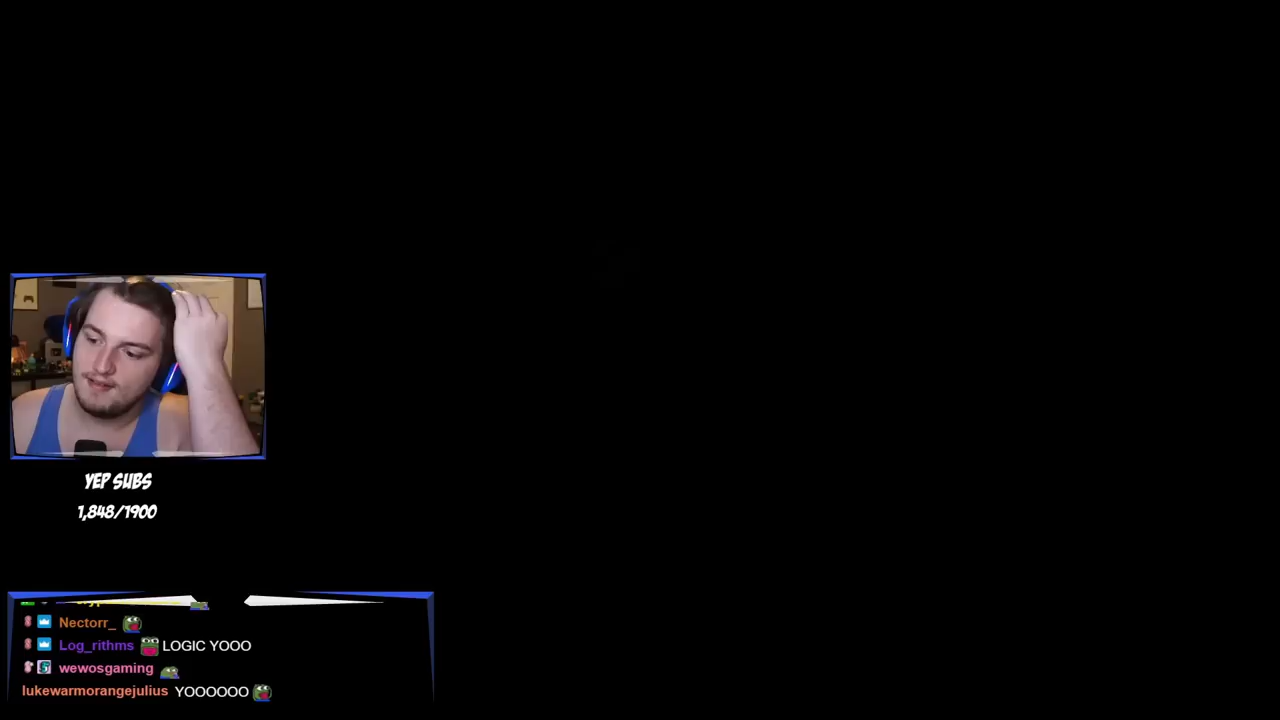 YEP SUBS
1,848/1900
Nectorr_
Log_rithms LOGIC YOOO
wewosgaming
lukewarmorangejulius YOOOOOO